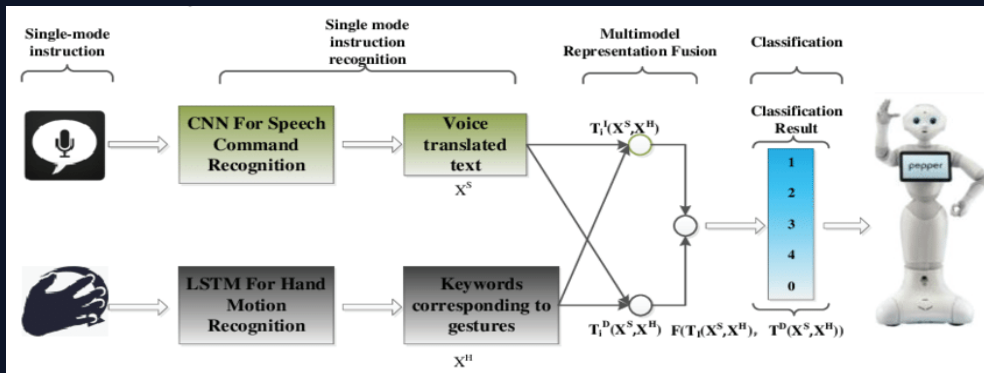 Single-mode
instruction
Single mode
instruction
recognition
Multimodel
Representation Fusion
Classification
CNN For Speech
Command
Recognition
Voice
translated
text
X^S
T_i^I(X^S,X^H)
Classification
Result
1
2
3
4
0
pepper
LSTM For Hand
Motion
Recognition
Keywords
corresponding to
gestures
X^H
T_i^D(X^S,X^H)
F(T_I(X^S,X^H), T^D(X^S,X^H))